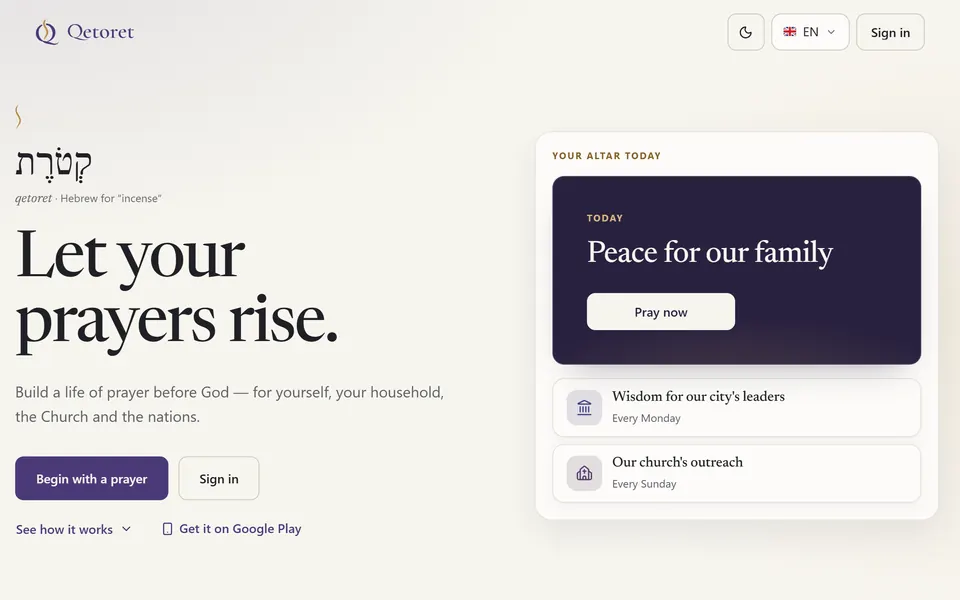 Qetoret
EN
Sign in
קְטֹרֶת
qetoret · Hebrew for "incense"
Let your
prayers rise.
Build a life of prayer before God — for yourself, your household,
the Church and the nations.
Begin with a prayer
Sign in
See how it works
Get it on Google Play
YOUR ALTAR TODAY
TODAY
Peace for our family
Pray now
Wisdom for our city's leaders
Every Monday
Our church's outreach
Every Sunday